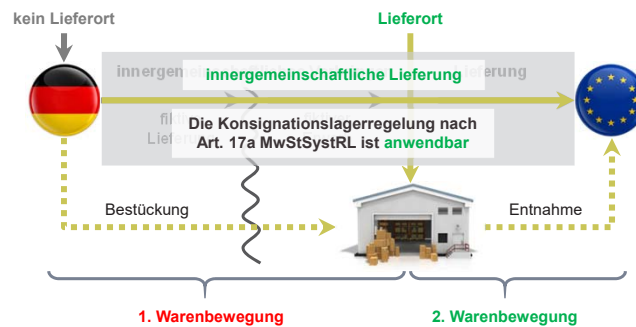 kein Lieferort
Lieferort
innergemeinschaftliche Lieferung
Die Konsignationslagerregelung nach
Art. 17a MwStSystRL ist anwendbar
Bestückung
Entnahme
1. Warenbewegung
2. Warenbewegung